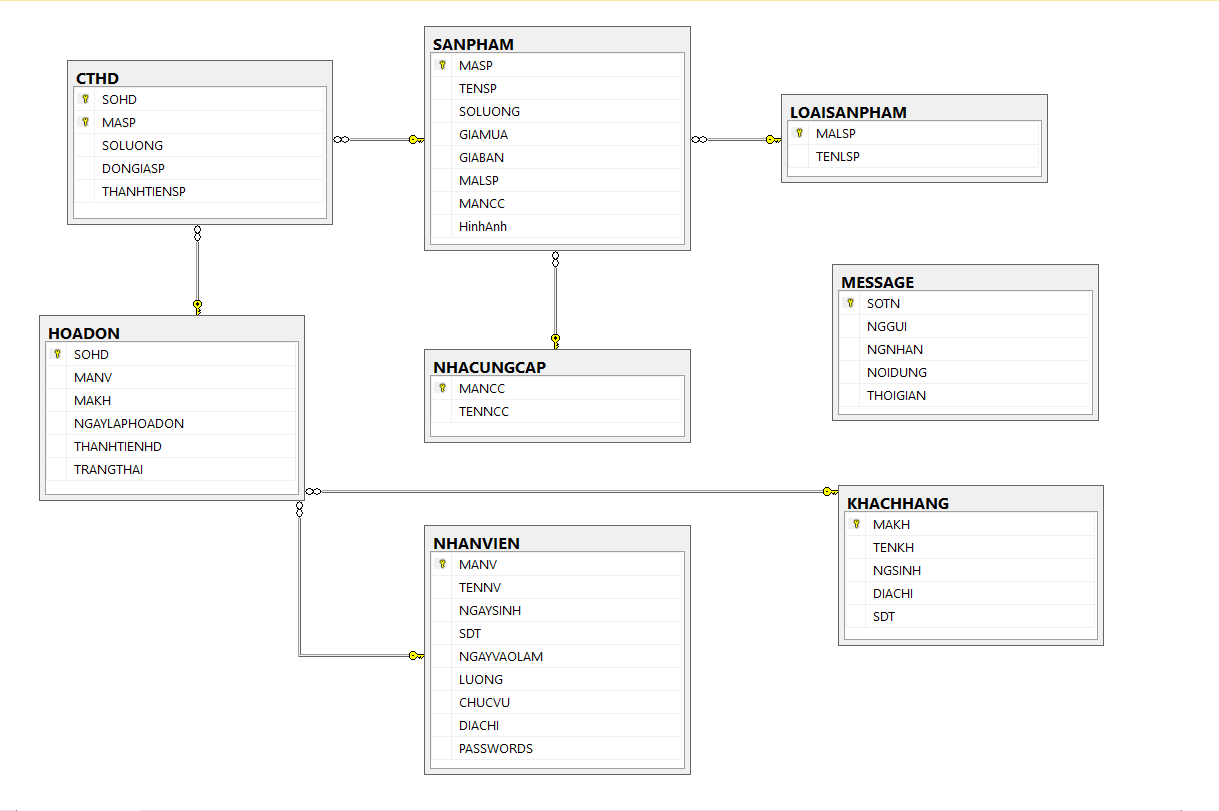 CTHD
SOHD
MASP
SOLUONG
DONGIASP
THANHTIENSP
SANPHAM
MASP
TENSP
SOLUONG
GIAMUA
GIABAN
MALSP
MANCC
HinhAnh
LOAISANPHAM
MALSP
TENLSP
HOADON
SOHD
MANV
MAKH
NGAYLAPHOADON
THANHTIENHD
TRANGTHAI
NHACUNGCAP
MANCC
TENNCC
MESSAGE
SOTN
NGGUI
NGNHAN
NOIDUNG
THOIGIAN
NHANVIEN
MANV
TENNV
NGAYSINH
SDT
NGAYVAOLAM
LUONG
CHUCVU
DIACHI
PASSWORDS
KHACHHANG
MAKH
TENKH
NGSINH
DIACHI
SDT